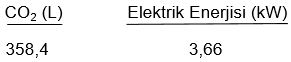 CO₂ (L) Elektrik Enerjisi (kW)
358,4 3,66